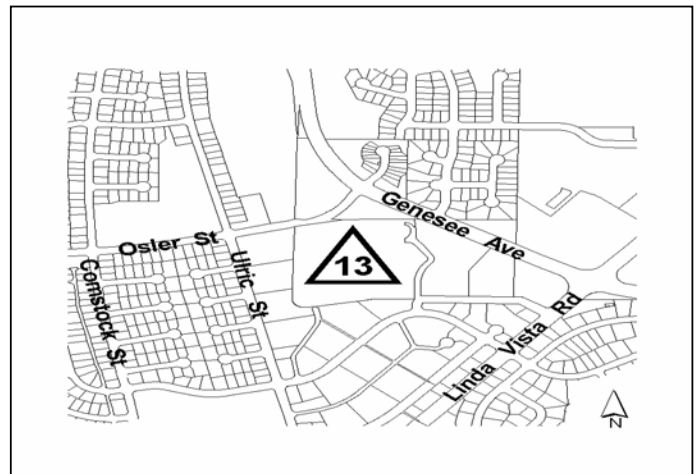 Genesee Ave
Osler St
Ulric St
13
Comstock St
Linda Vista Rd
N